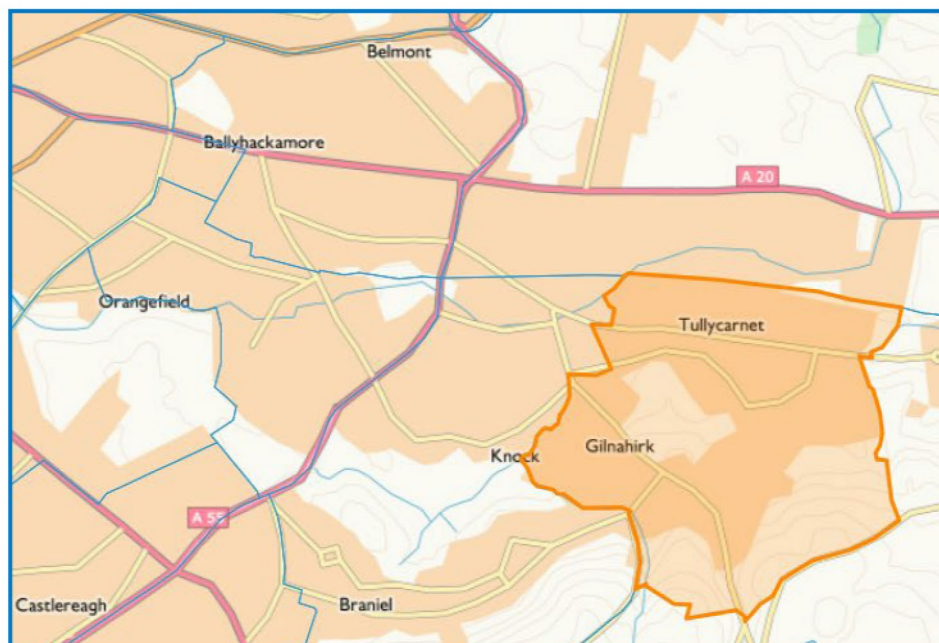 Belmont
Ballyhackamore
A 20
Orangefield
Tullycarnet
Knock
Gilnahirk
A 55
Castlereagh
Braniel